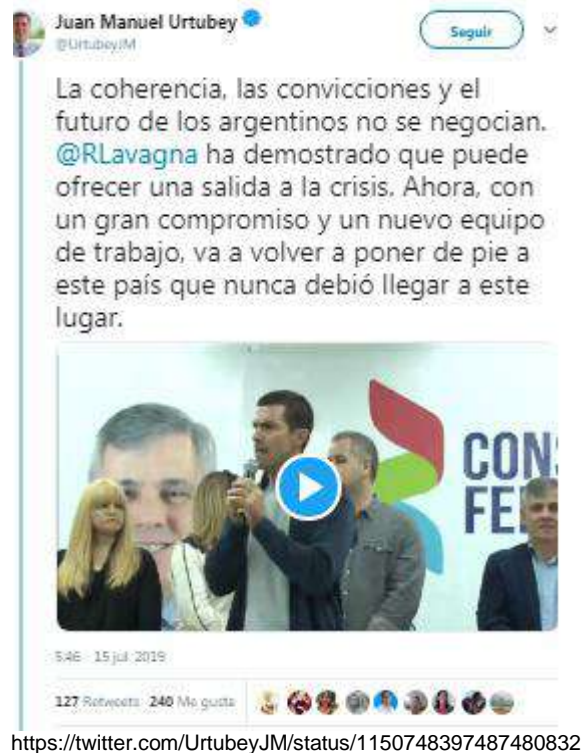 Juan Manuel Urtubey
@UrtubeyJM
Seguir
La coherencia, las convicciones y el
futuro de los argentinos no se negocian.
@RLavagna ha demostrado que puede
ofrecer una salida a la crisis. Ahora, con
un gran compromiso y un nuevo equipo
de trabajo, va a volver a poner de pie a
este país que nunca debió llegar a este
lugar.
CONS
FE
5:46 - 15 jul. 2019
127 Retweets 240 Me gusta
https://twitter.com/UrtubeyJM/status/1150748397487480832